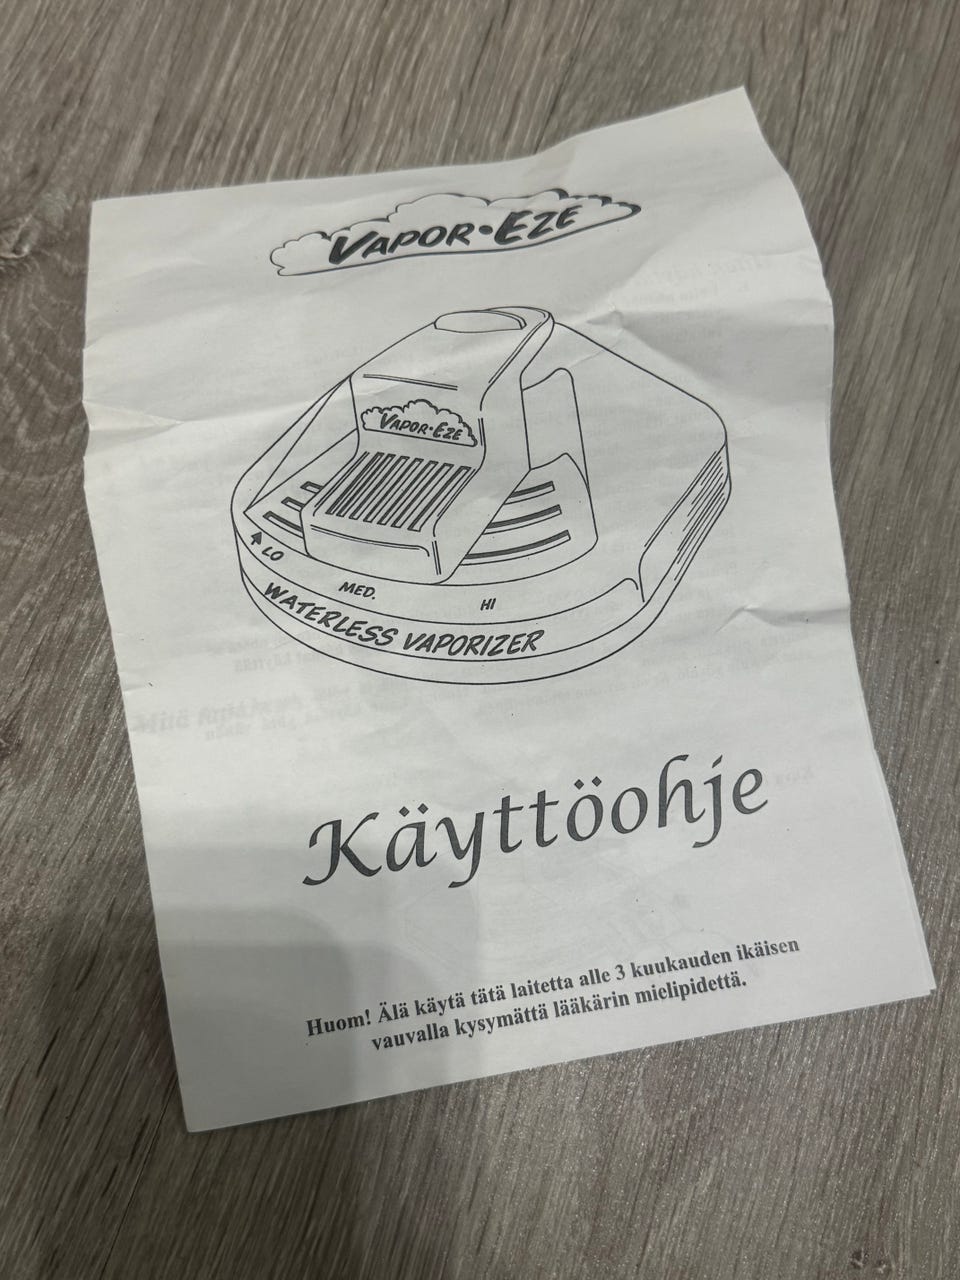 VAPOR•EZE
VAPOR•EZE
LO
MED.
HI
WATERLESS VAPORIZER
Käyttöohje
Huom! Älä käytä tätä laitetta alle 3 kuukauden ikäisen
vauvalla kysymättä lääkärin mielipidettä.